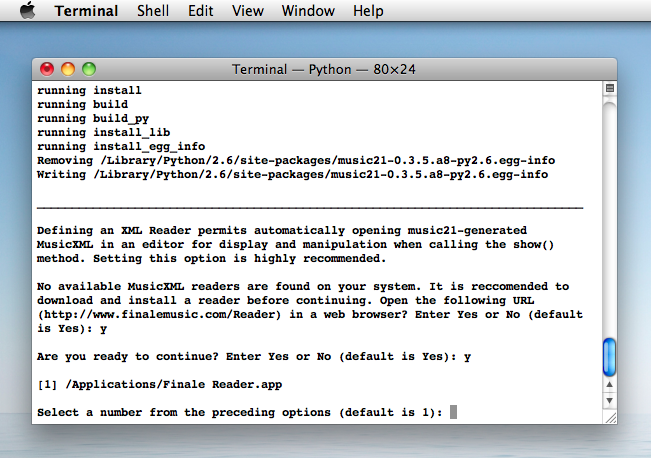 Terminal Shell Edit View Window Help
Terminal — Python — 80×24
running install
running build
running build_py
running install_lib
running install_egg_info
Removing /Library/Python/2.6/site-packages/music21-0.3.5.a8-py2.6.egg-info
Writing /Library/Python/2.6/site-packages/music21-0.3.5.a8-py2.6.egg-info
Defining an XML Reader permits automatically opening music21-generated
MusicXML in an editor for display and manipulation when calling the show()
method. Setting this option is highly recommended.
No available MusicXML readers are found on your system. It is reccomended to
download and install a reader before continuing. Open the following URL
(http://www.finalemusic.com/Reader) in a web browser? Enter Yes or No (default
is Yes): y
Are you ready to continue? Enter Yes or No (default is Yes): y
[1] /Applications/Finale Reader.app
Select a number from the preceding options (default is 1):